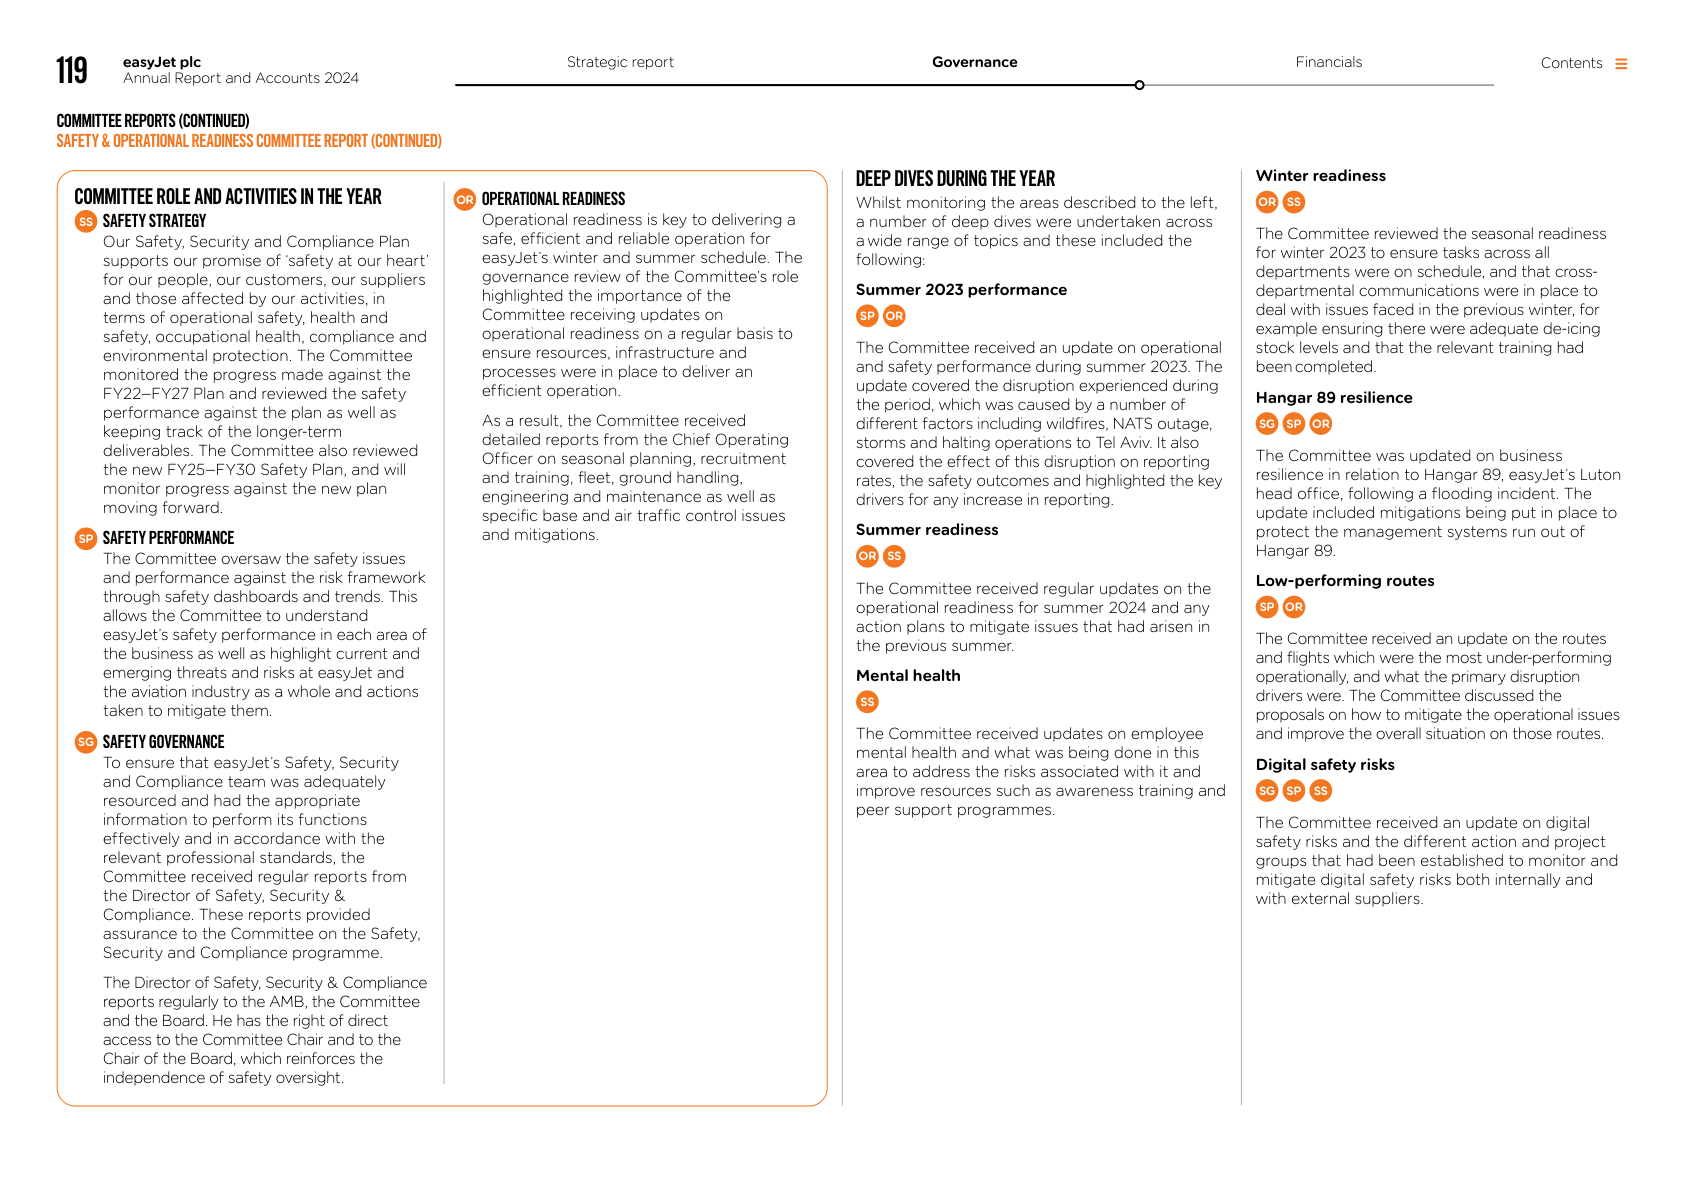 119
easyJet plc
Annual Report and Accounts 2024
Strategic report
Governance
Financials
Contents
COMMITTEE REPORTS (CONTINUED)
SAFETY & OPERATIONAL READINESS COMMITTEE REPORT (CONTINUED)
COMMITTEE ROLE AND ACTIVITIES IN THE YEAR
SS SAFETY STRATEGY
Our Safety, Security and Compliance Plan
supports our promise of ‘safety at our heart’
for our people, our customers, our suppliers
and those affected by our activities, in
terms of operational safety, health and
safety, occupational health, compliance and
environmental protection. The Committee
monitored the progress made against the
FY22–FY27 Plan and reviewed the safety
performance against the plan as well as
keeping track of the longer-term
deliverables. The Committee also reviewed
the new FY25–FY30 Safety Plan, and will
monitor progress against the new plan
moving forward.
SP SAFETY PERFORMANCE
The Committee oversaw the safety issues
and performance against the risk framework
through safety dashboards and trends. This
allows the Committee to understand
easyJet’s safety performance in each area of
the business as well as highlight current and
emerging threats and risks at easyJet and
the aviation industry as a whole and actions
taken to mitigate them.
SG SAFETY GOVERNANCE
To ensure that easyJet’s Safety, Security
and Compliance team was adequately
resourced and had the appropriate
information to perform its functions
effectively and in accordance with the
relevant professional standards, the
Committee received regular reports from
the Director of Safety, Security &
Compliance. These reports provided
assurance to the Committee on the Safety,
Security and Compliance programme.
The Director of Safety, Security & Compliance
reports regularly to the AMB, the Committee
and the Board. He has the right of direct
access to the Committee Chair and to the
Chair of the Board, which reinforces the
independence of safety oversight.
OR OPERATIONAL READINESS
Operational readiness is key to delivering a
safe, efficient and reliable operation for
easyJet’s winter and summer schedule. The
governance review of the Committee’s role
highlighted the importance of the
Committee receiving updates on
operational readiness on a regular basis to
ensure resources, infrastructure and
processes were in place to deliver an
efficient operation.
As a result, the Committee received
detailed reports from the Chief Operating
Officer on seasonal planning, recruitment
and training, fleet, ground handling,
engineering and maintenance as well as
specific base and air traffic control issues
and mitigations.
DEEP DIVES DURING THE YEAR
Whilst monitoring the areas described to the left,
a number of deep dives were undertaken across
a wide range of topics and these included the
following:
Summer 2023 performance
SP OR
The Committee received an update on operational
and safety performance during summer 2023. The
update covered the disruption experienced during
the period, which was caused by a number of
different factors including wildfires, NATS outage,
storms and halting operations to Tel Aviv. It also
covered the effect of this disruption on reporting
rates, the safety outcomes and highlighted the key
drivers for any increase in reporting.
Summer readiness
OR SS
The Committee received regular updates on the
operational readiness for summer 2024 and any
action plans to mitigate issues that had arisen in
the previous summer.
Mental health
SS
The Committee received updates on employee
mental health and what was being done in this
area to address the risks associated with it and
improve resources such as awareness training and
peer support programmes.
Winter readiness
OR SS
The Committee reviewed the seasonal readiness
for winter 2023 to ensure tasks across all
departments were on schedule, and that cross-
departmental communications were in place to
deal with issues faced in the previous winter, for
example ensuring there were adequate de-icing
stock levels and that the relevant training had
been completed.
Hangar 89 resilience
SG SP OR
The Committee was updated on business
resilience in relation to Hangar 89, easyJet’s Luton
head office, following a flooding incident. The
update included mitigations being put in place to
protect the management systems run out of
Hangar 89.
Low-performing routes
SP OR
The Committee received an update on the routes
and flights which were the most under-performing
operationally, and what the primary disruption
drivers were. The Committee discussed the
proposals on how to mitigate the operational issues
and improve the overall situation on those routes.
Digital safety risks
SG SP SS
The Committee received an update on digital
safety risks and the different action and project
groups that had been established to monitor and
mitigate digital safety risks both internally and
with external suppliers.